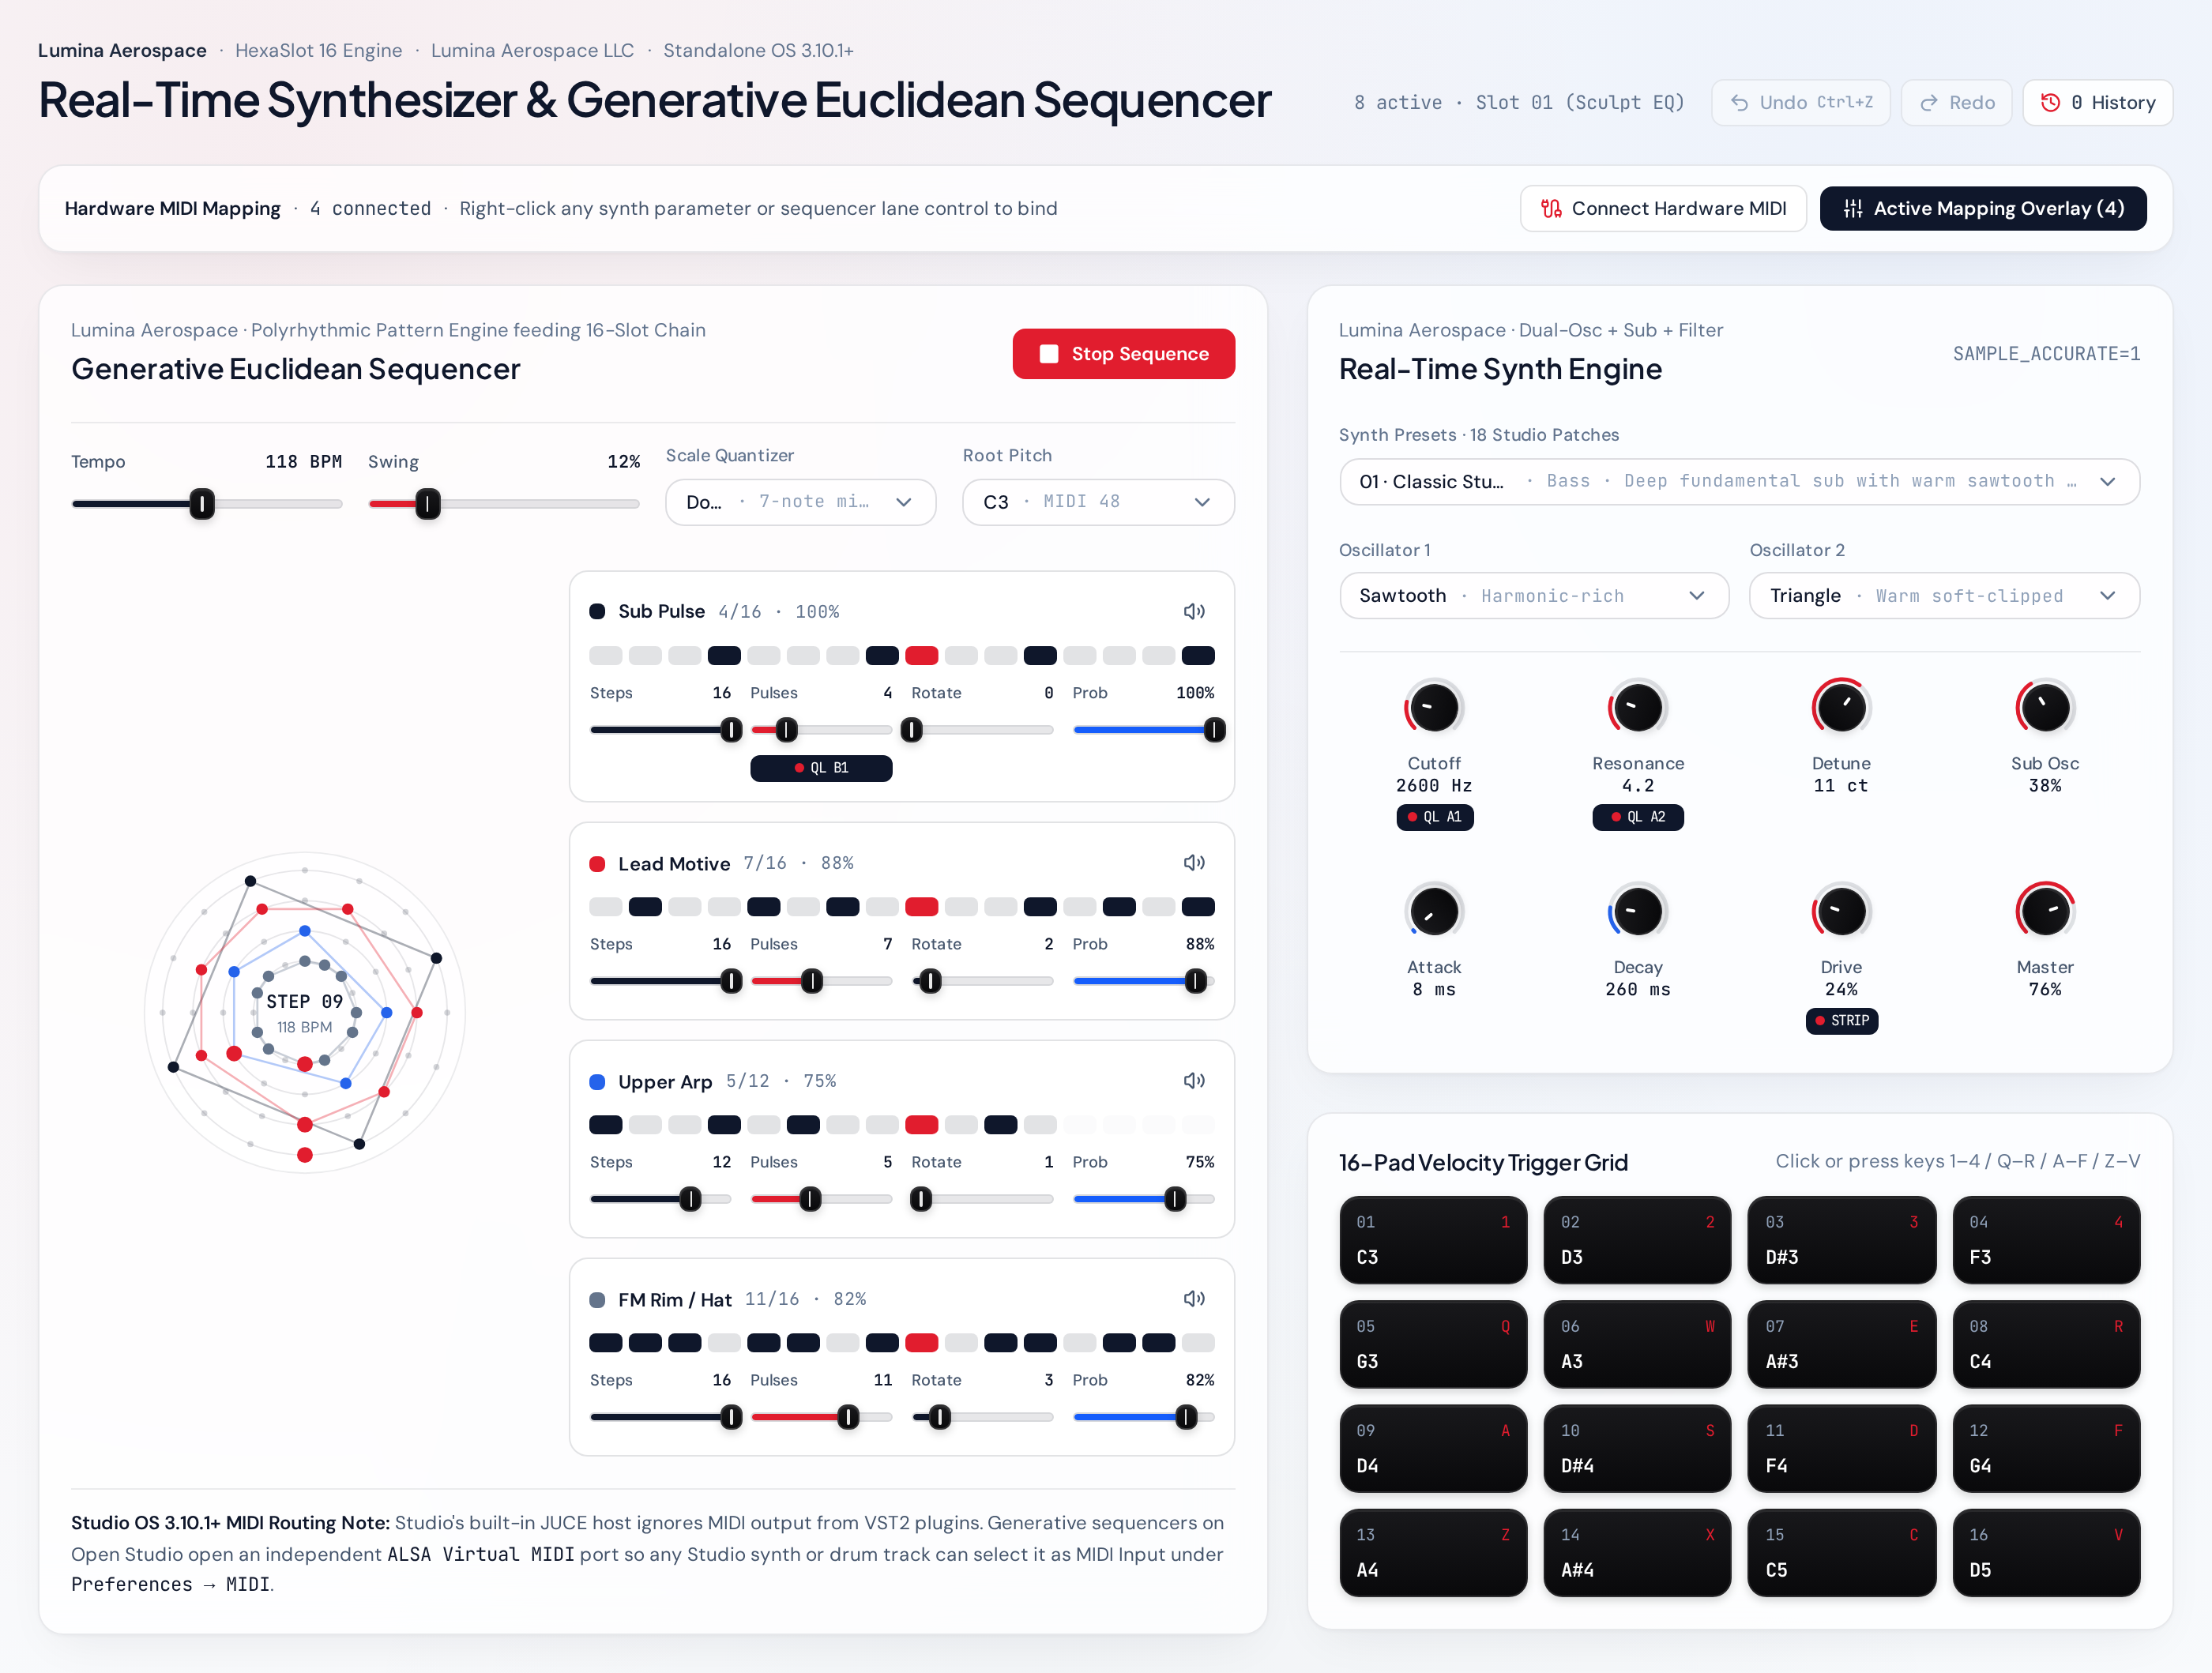 Lumina Aerospace · HexaSlot 16 Engine · Lumina Aerospace LLC · Standalone OS 3.10.1+
Real-Time Synthesizer & Generative Euclidean Sequencer
8 active · Slot 01 (Sculpt EQ)
Undo Ctrl+Z
Redo
0 History
Hardware MIDI Mapping · 4 connected · Right-click any synth parameter or sequencer lane control to bind
Connect Hardware MIDI
Active Mapping Overlay (4)
Lumina Aerospace · Polyrhythmic Pattern Engine feeding 16-Slot Chain
Generative Euclidean Sequencer
Stop Sequence
Tempo 118 BPM
Swing 12%
Scale Quantizer
Do... · 7-note mi...
Root Pitch
C3 · MIDI 48
STEP 09
118 BPM
Sub Pulse 4/16 · 100%
Steps 16 Pulses 4 Rotate 0 Prob 100%
QL B1
Lead Motive 7/16 · 88%
Steps 16 Pulses 7 Rotate 2 Prob 88%
Upper Arp 5/12 · 75%
Steps 12 Pulses 5 Rotate 1 Prob 75%
FM Rim / Hat 11/16 · 82%
Steps 16 Pulses 11 Rotate 3 Prob 82%
Studio OS 3.10.1+ MIDI Routing Note: Studio's built-in JUCE host ignores MIDI output from VST2 plugins. Generative sequencers on
Open Studio open an independent ALSA Virtual MIDI port so any Studio synth or drum track can select it as MIDI Input under
Preferences → MIDI.
Lumina Aerospace · Dual-Osc + Sub + Filter
Real-Time Synth Engine
SAMPLE_ACCURATE=1
Synth Presets · 18 Studio Patches
01 · Classic Stu... · Bass · Deep fundamental sub with warm sawtooth …
Oscillator 1
Sawtooth · Harmonic-rich
Oscillator 2
Triangle · Warm soft-clipped
Cutoff Resonance Detune Sub Osc
2600 Hz 4.2 11 ct 38%
QL A1 QL A2
Attack Decay Drive Master
8 ms 260 ms 24% 76%
STRIP
16-Pad Velocity Trigger Grid
Click or press keys 1–4 / Q–R / A–F / Z–V
01 1 02 2 03 3 04 4
C3 D3 D#3 F3
05 Q 06 W 07 E 08 R
G3 A3 A#3 C4
09 A 10 S 11 D 12 F
D4 D#4 F4 G4
13 Z 14 X 15 C 16 V
A4 A#4 C5 D5